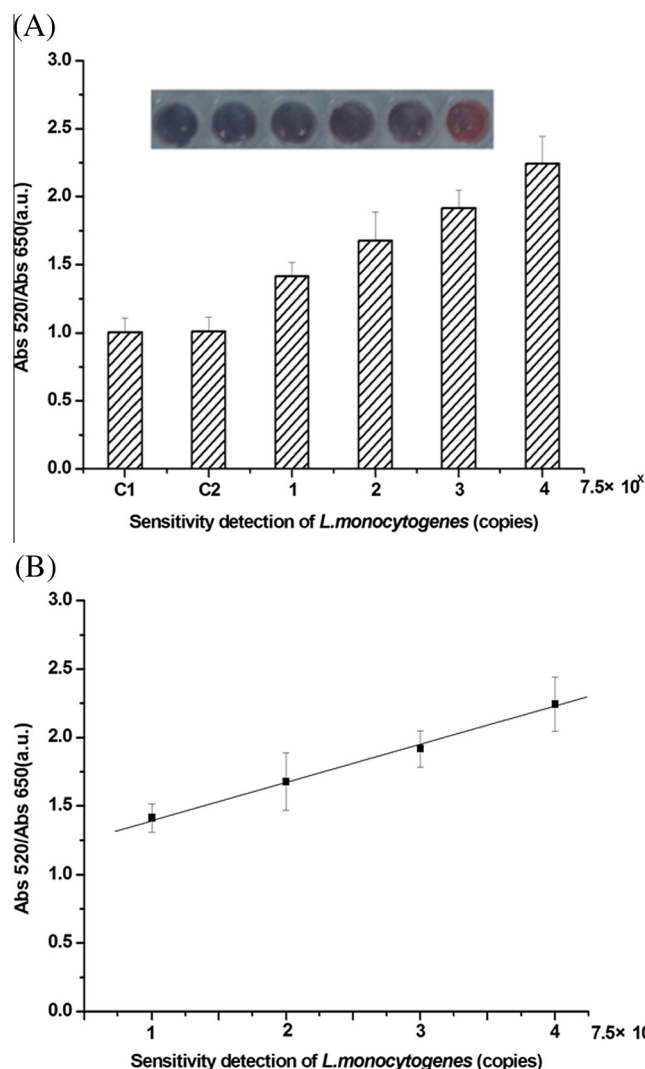 (A)
3.0
2.5
2.0
1.5
1.0
0.5
0.0
Abs 520/Abs 650(a.u.)
C1 C2 1 2 3 4 7.5× 10ˣ
Sensitivity detection of L.monocytogenes (copies)
(B)
3.0
2.5
2.0
1.5
1.0
0.5
0.0
Abs 520/Abs 650(a.u.)
1 2 3 4 7.5× 10
Sensitivity detection of L.monocytogenes (copies)